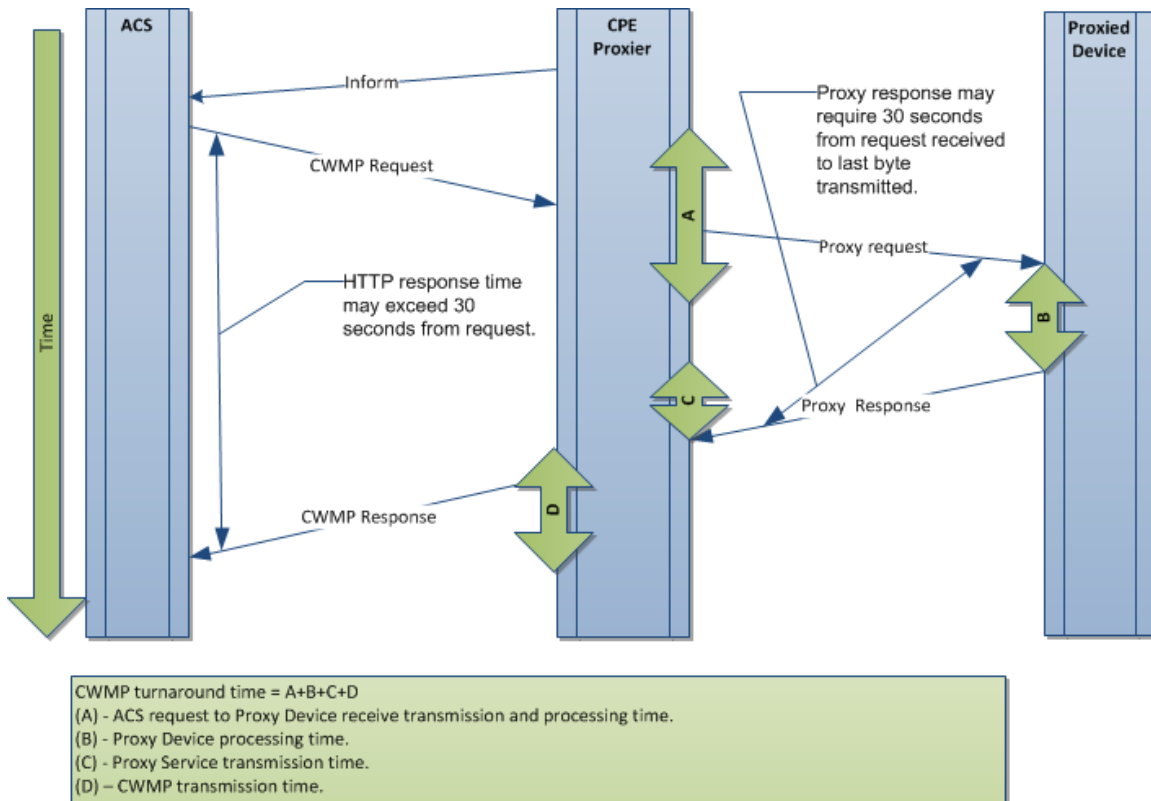 ACS
CPE
Proxier
Proxied
Device
Inform
Proxy response may
require 30 seconds
from request received
to last byte
transmitted.
CWMP Request
A
Proxy request
HTTP response time
may exceed 30
seconds from request.
B
Time
C
Proxy Response
D
CWMP Response
CWMP turnaround time = A+B+C+D
(A) - ACS request to Proxy Device receive transmission and processing time.
(B) - Proxy Device processing time.
(C) - Proxy Service transmission time.
(D) – CWMP transmission time.